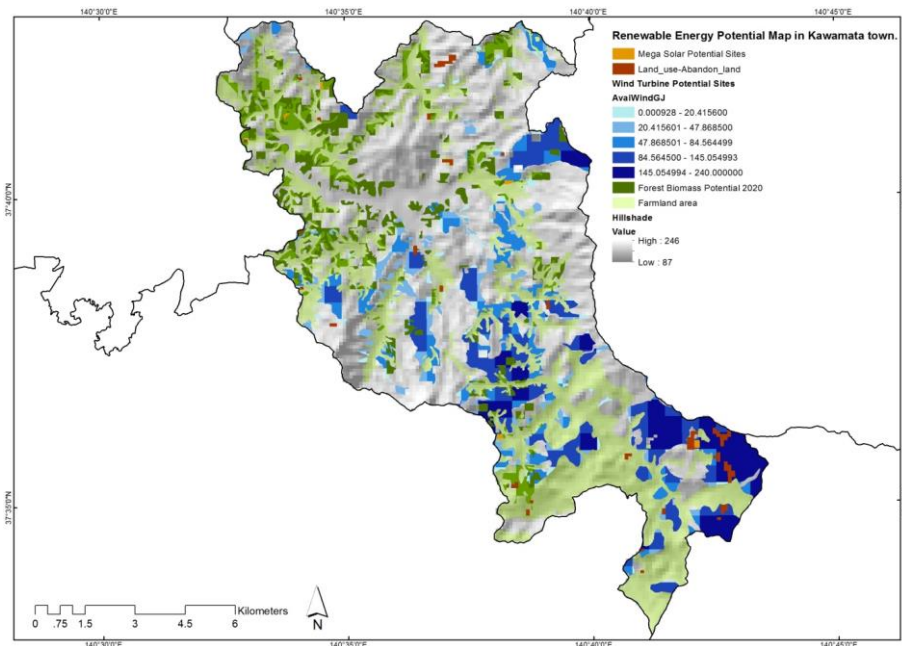 140°30'0"E 140°35'0"E 140°40'0"E 140°45'0"E
Renewable Energy Potential Map in Kawamata town.
Mega Solar Potential Sites
Land_use-Abandon_land
Wind Turbine Potential Sites
AvalWindGJ
0.000928 - 20.415600
20.415601 - 47.868500
47.868501 - 84.564499
84.564500 - 145.054993
145.054994 - 240.000000
Forest Biomass Potential 2020
Farmland area
Hillshade
Value
High : 246
Low : 87
37°40'0"N
37°35'0"N
Kilometers
0 .75 1.5 3 4.5 6
N
140°30'0"E 140°35'0"E 140°40'0"E 140°45'0"E